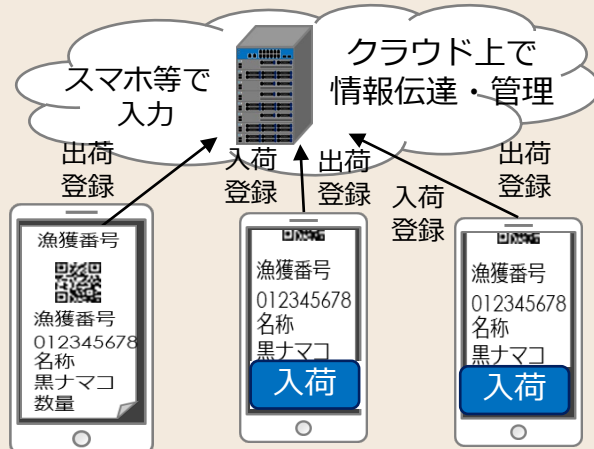 スマホ等で
入力
クラウド上で
情報伝達・管理
出荷
登録
入荷
登録
出荷
登録
入荷
登録
出荷
登録
漁獲番号
漁獲番号
012345678
名称
黒ナマコ
数量
漁獲番号
012345678
名称
黒ナマコ
入荷
漁獲番号
012345678
名称
黒ナマコ
入荷